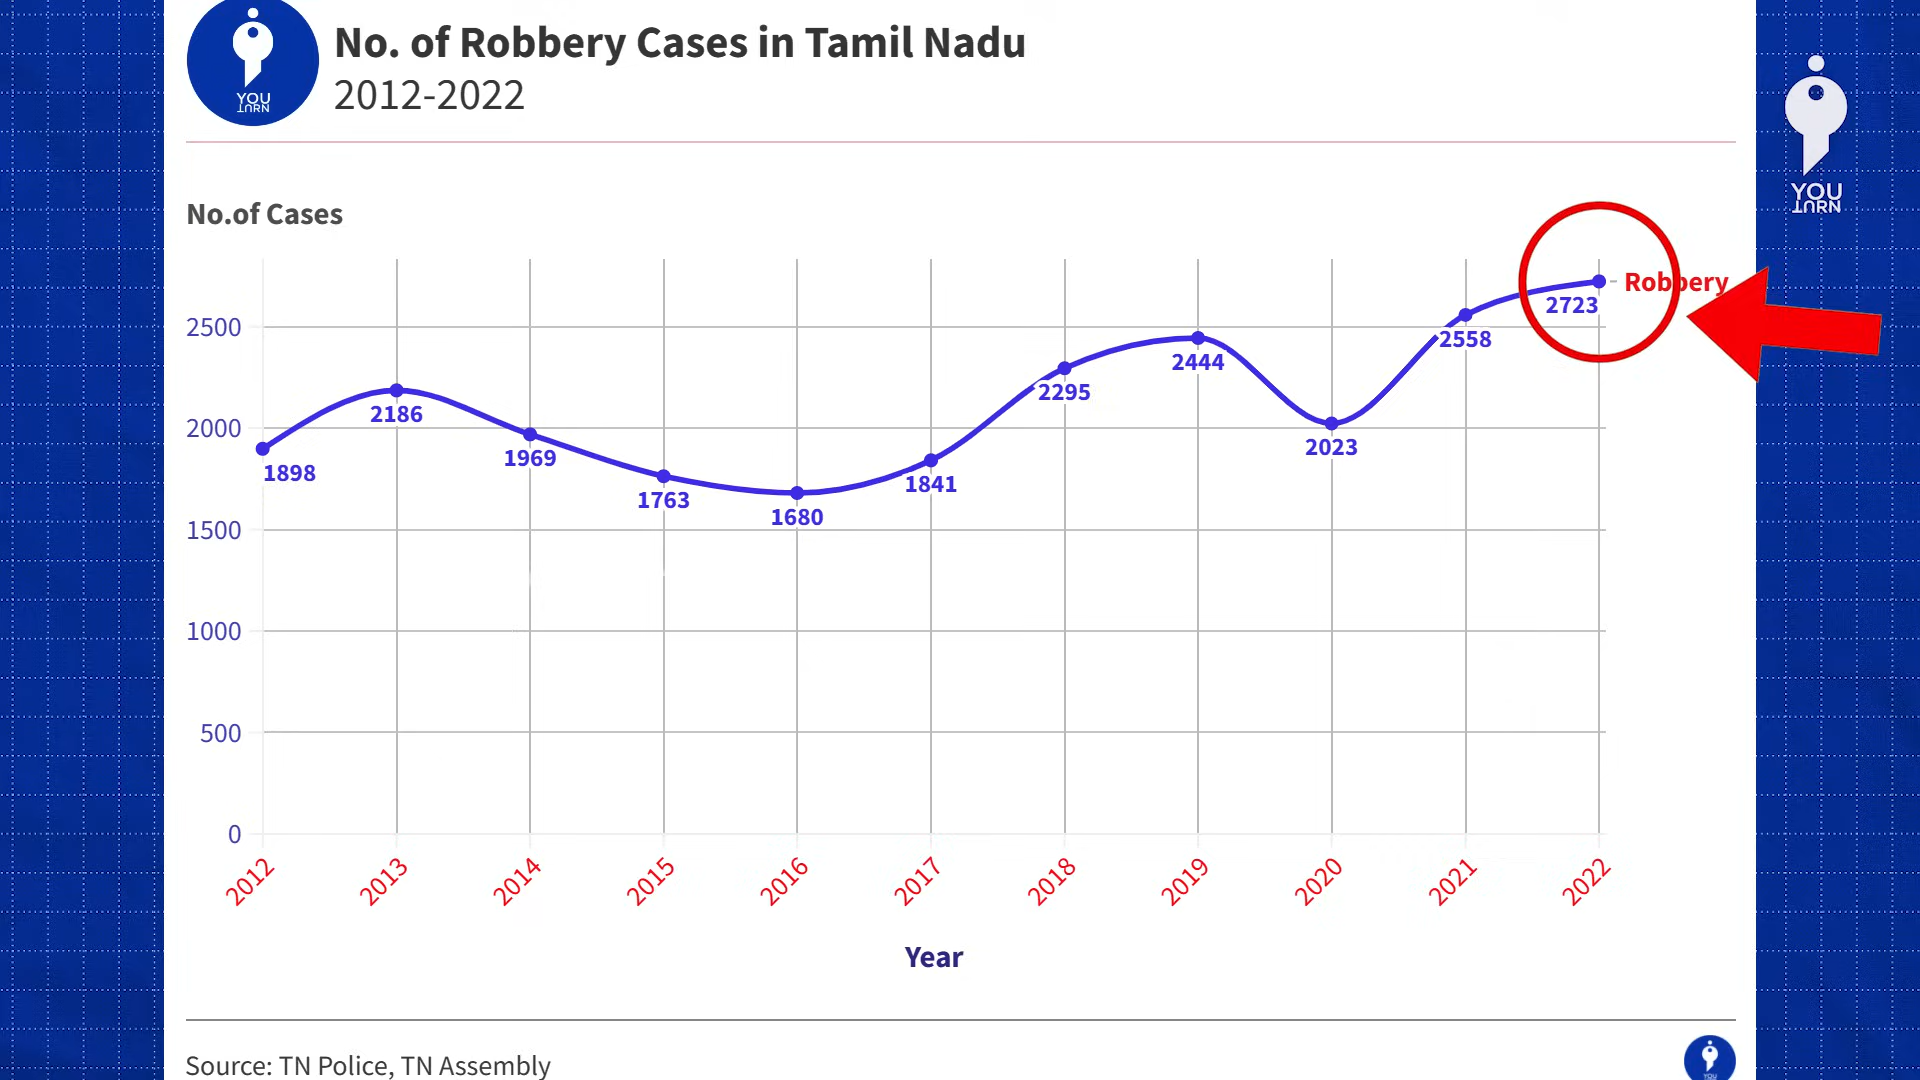 YOU
TURN
No. of Robbery Cases in Tamil Nadu
2012-2022
YOU
TURN
No.of Cases
Robbery
2723
2558
2500
2444
2295
2186
2023
2000
1969
1898
1841
1763
1680
1500
1000
500
0
2012 2013 2014 2015 2016 2017 2018 2019 2020 2021 2022
Year
Source: TN Police, TN Assembly
YOU